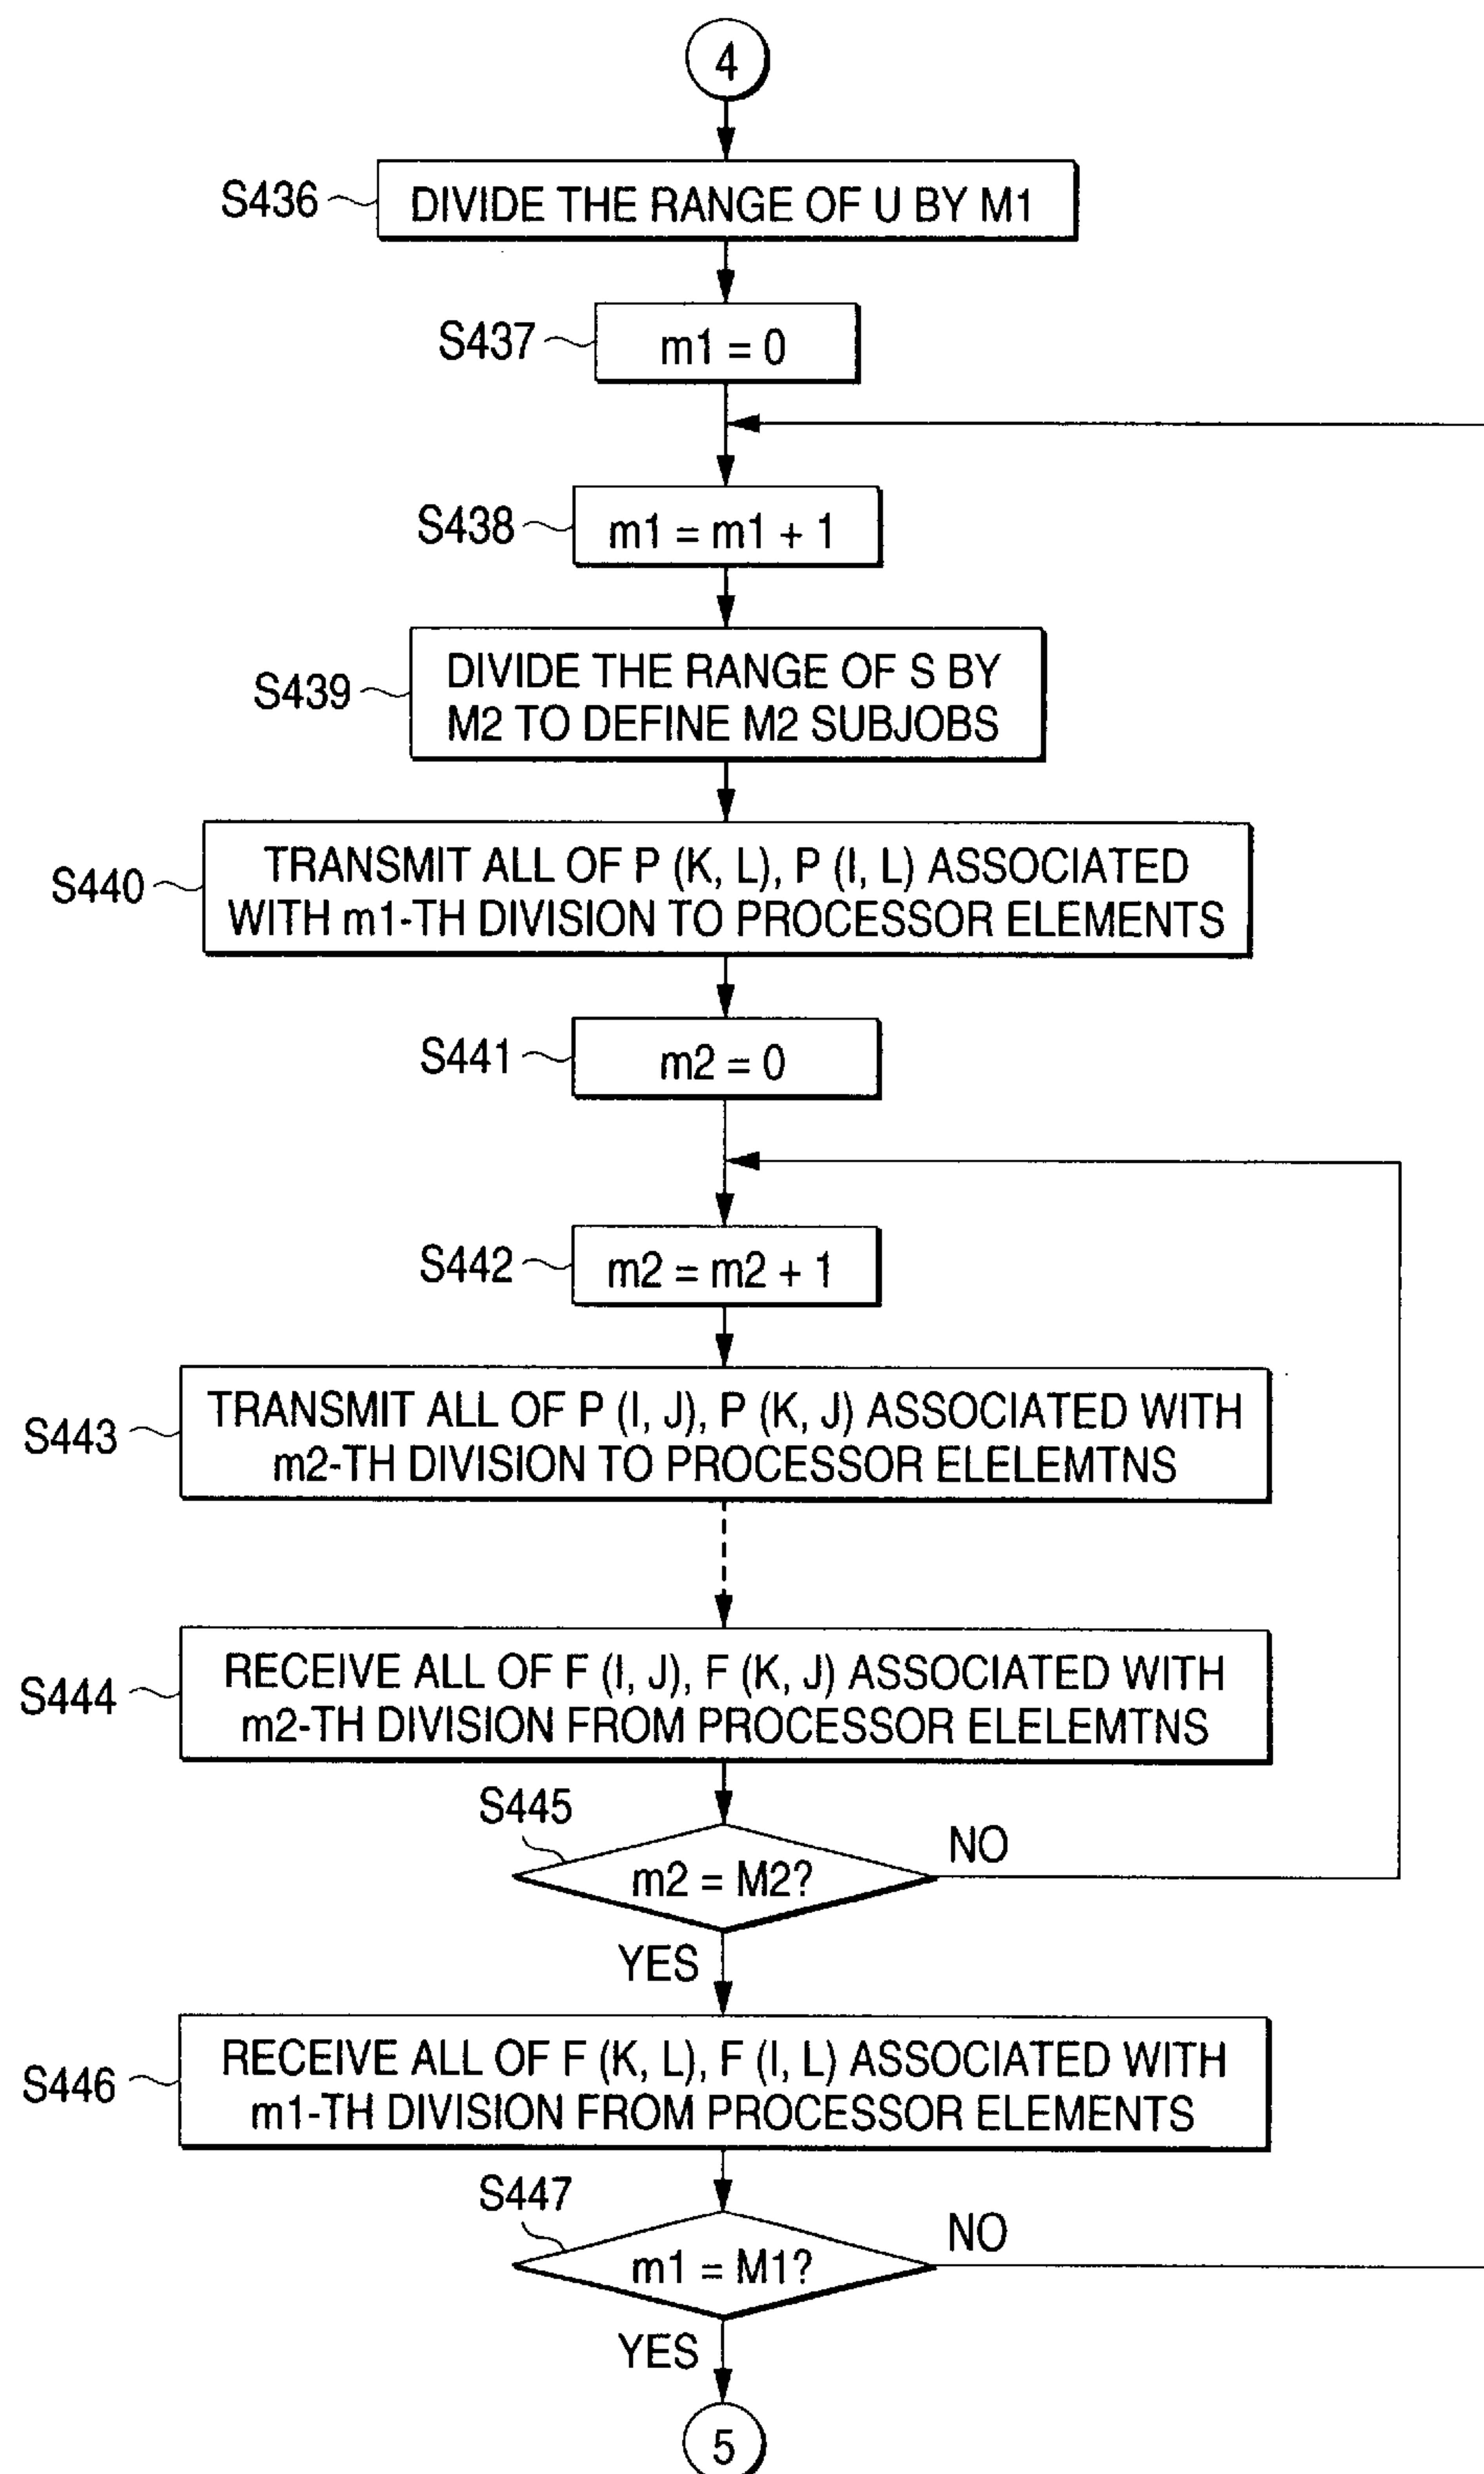 4
S436
DIVIDE THE RANGE OF U BY M1
S437
m1 = 0
S438
m1 = m1 + 1
S439
DIVIDE THE RANGE OF S BY
M2 TO DEFINE M2 SUBJOBS
S440
TRANSMIT ALL OF P (K, L), P (I, L) ASSOCIATED
WITH m1-TH DIVISION TO PROCESSOR ELEMENTS
S441
m2 = 0
S442
m2 = m2 + 1
S443
TRANSMIT ALL OF P (I, J), P (K, J) ASSOCIATED WITH
m2-TH DIVISION TO PROCESSOR ELELEMTNS
S444
RECEIVE ALL OF F (I, J), F (K, J) ASSOCIATED WITH
m2-TH DIVISION FROM PROCESSOR ELELEMTNS
S445
m2 = M2?
NO
YES
S446
RECEIVE ALL OF F (K, L), F (I, L) ASSOCIATED WITH
m1-TH DIVISION FROM PROCESSOR ELEMENTS
S447
m1 = M1?
NO
YES
5